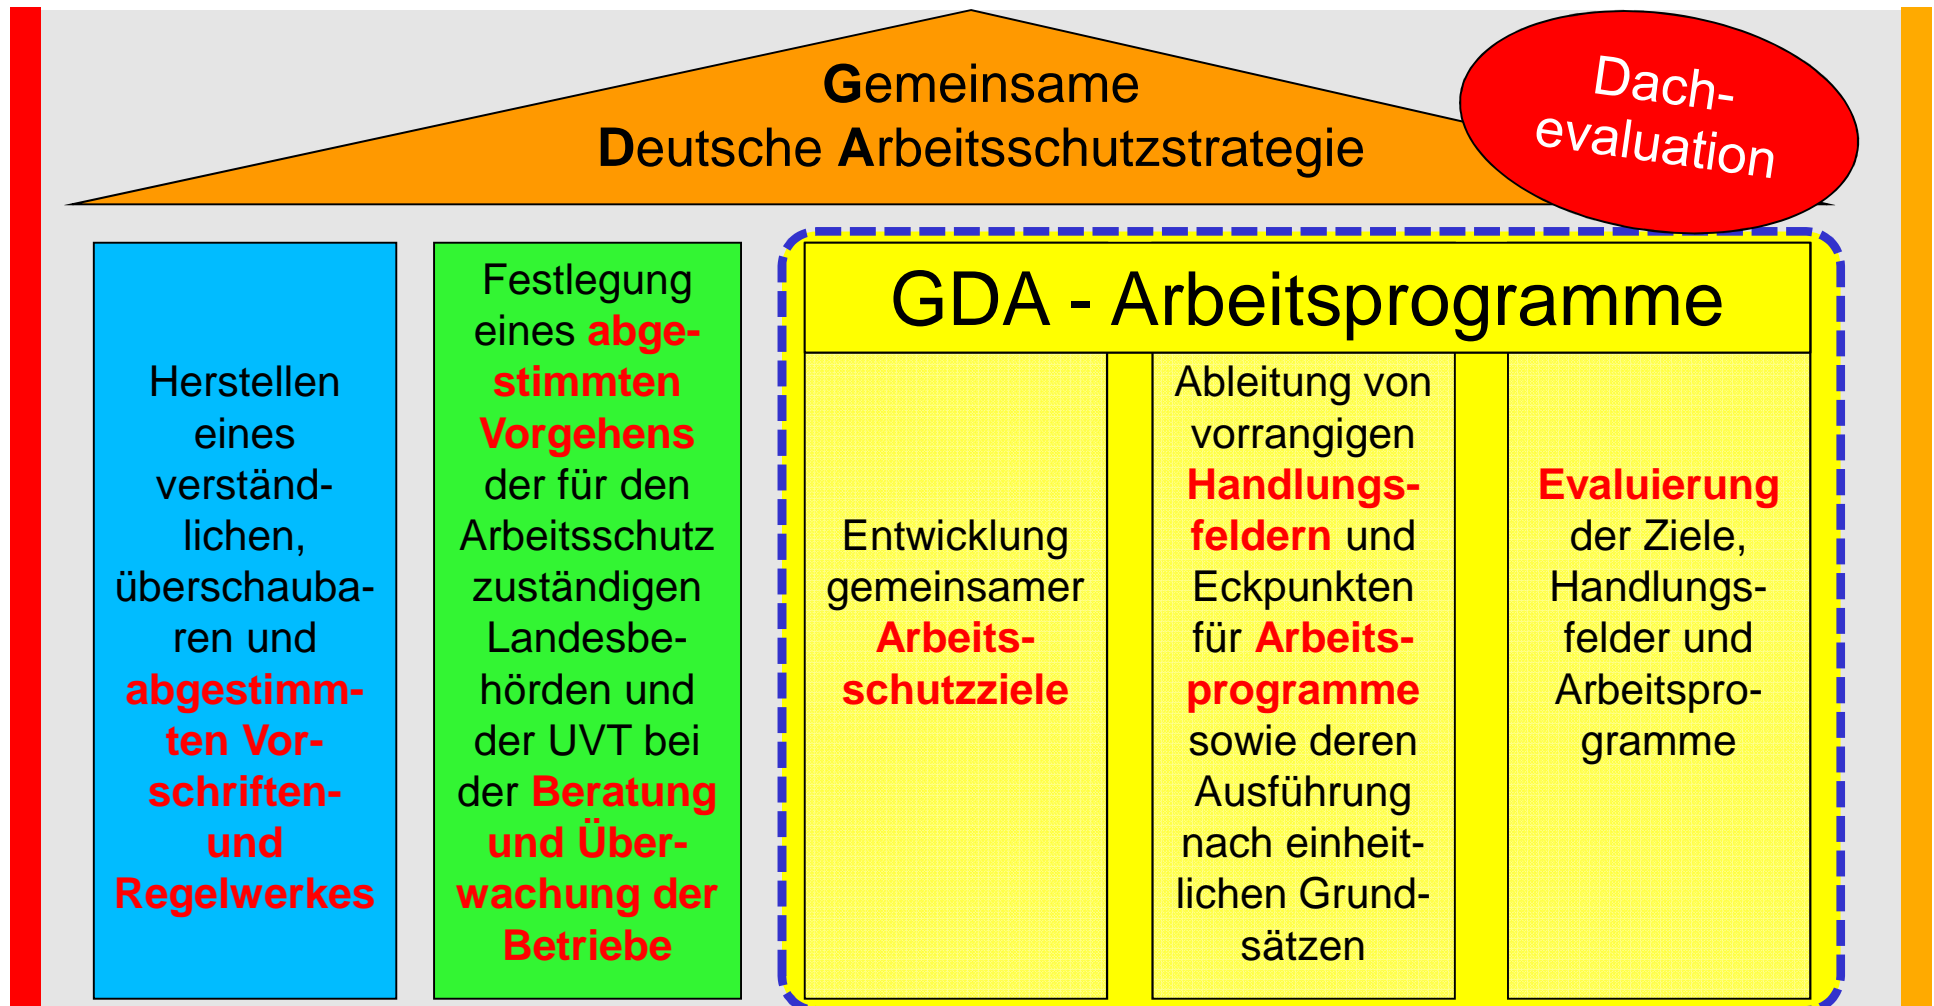 Gemeinsame
Deutsche Arbeitsschutzstrategie
Dach-
evaluation
Herstellen
eines
verständ-
lichen,
überschauba-
ren und
abgestimm-
ten Vor-
schriften-
und
Regelwerkes
Festlegung
eines abge-
stimmten
Vorgehens
der für den
Arbeitsschutz
zuständigen
Landesbe-
hörden und
der UVT bei
der Beratung
und Über-
wachung der
Betriebe
GDA - Arbeitsprogramme
Entwicklung
gemeinsamer
Arbeits-
schutzziele
Ableitung von
vorrangigen
Handlungs-
feldern und
Eckpunkten
für Arbeits-
programme
sowie deren
Ausführung
nach einheit-
lichen Grund-
sätzen
Evaluierung
der Ziele,
Handlungs-
felder und
Arbeitspro-
gramme